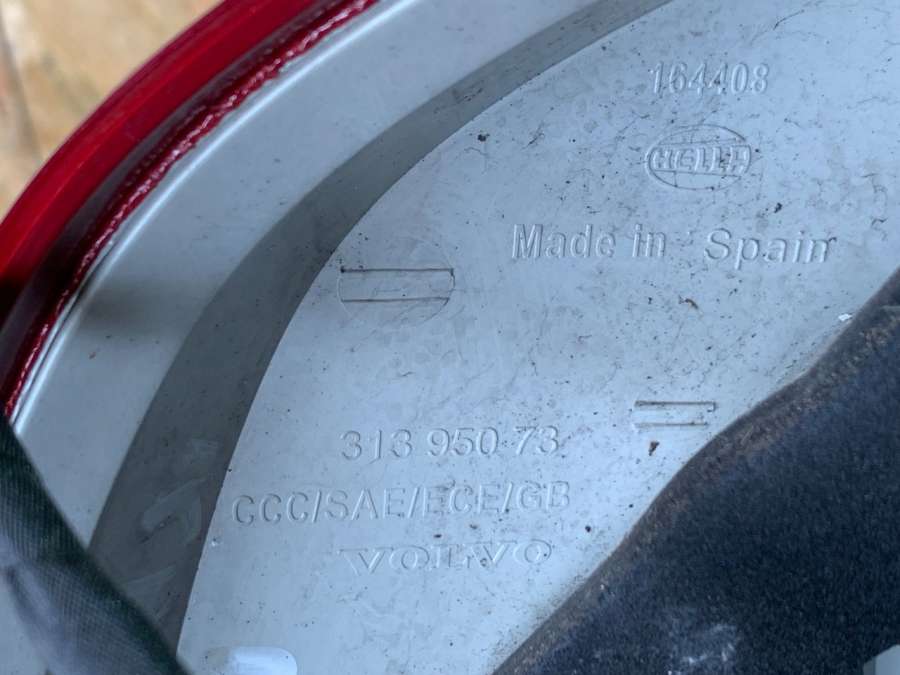 164408
HELLA
Made in Spain
313 950 73
CCC/SAE/ECE/GB
VOLVO